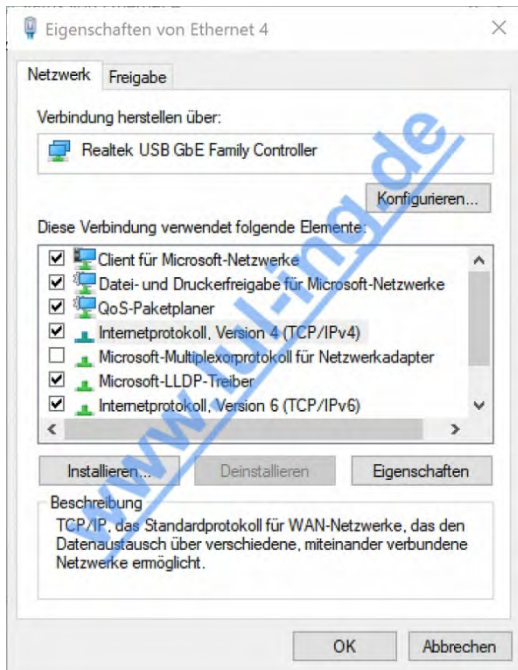 Eigenschaften von Ethernet 4
Netzwerk
Freigabe
Verbindung herstellen über:
Realtek USB GbE Family Controller
Konfigurieren...
Diese Verbindung verwendet folgende Elemente:
Client für Microsoft-Netzwerke
Datei- und Druckerfreigabe für Microsoft-Netzwerke
QoS-Paketplaner
Internetprotokoll, Version 4 (TCP/IPv4)
Microsoft-Multiplexorprotokoll für Netzwerkadapter
Microsoft-LLDP-Treiber
Internetprotokoll, Version 6 (TCP/IPv6)
Installieren...
Deinstallieren
Eigenschaften
Beschreibung
TCP/IP, das Standardprotokoll für WAN-Netzwerke, das den
Datenaustausch über verschiedene, miteinander verbundene
Netzwerke ermöglicht.
OK
Abbrechen
www.lul-ing.de